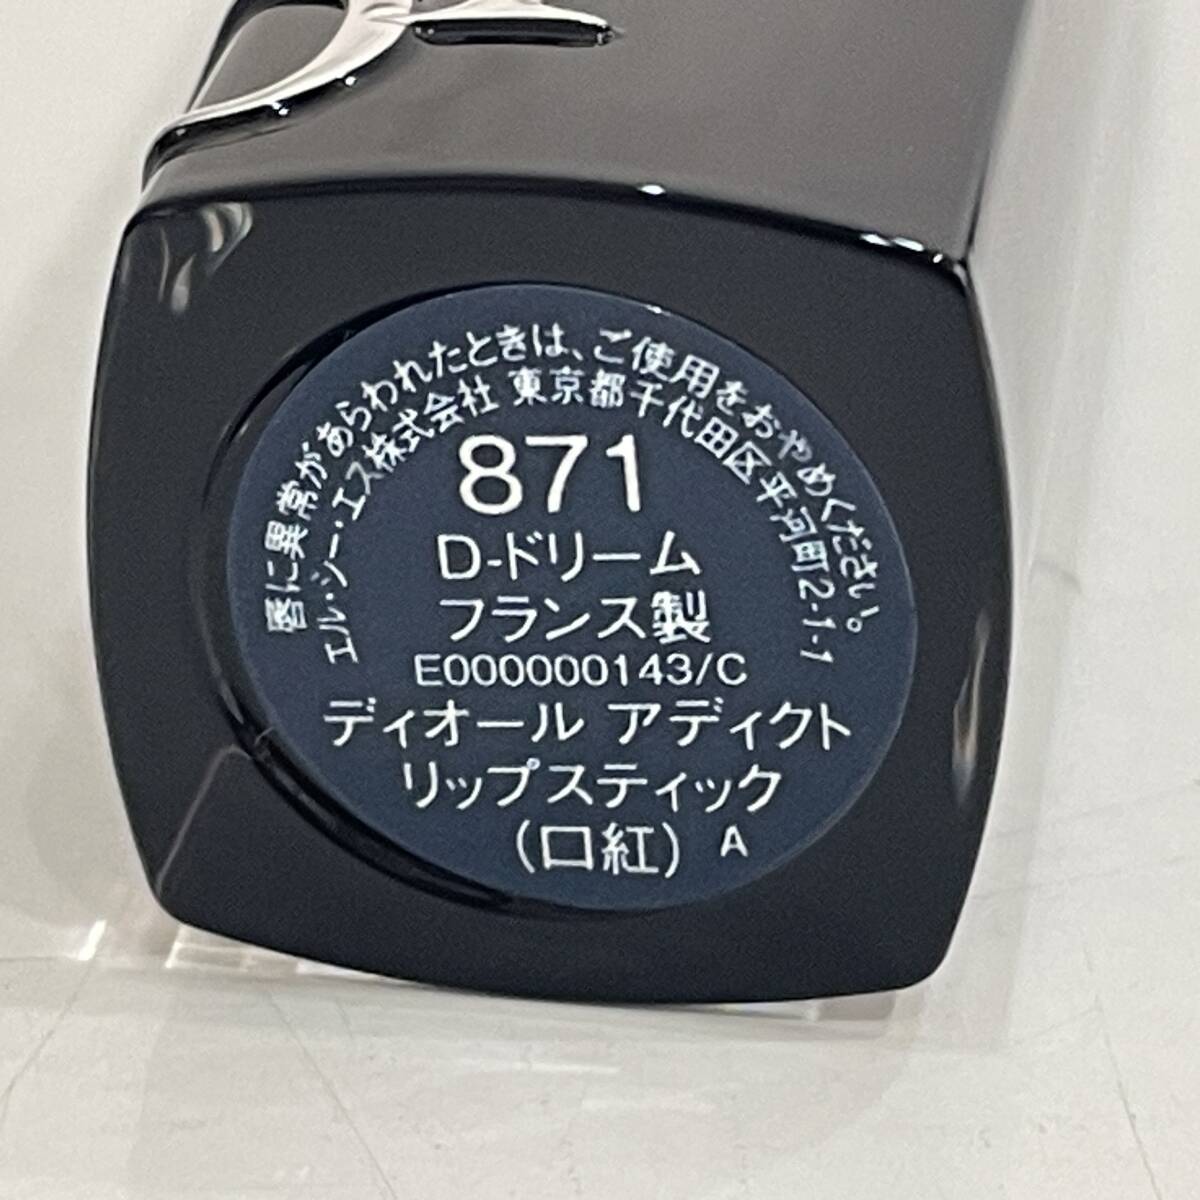 唇に異常があらわれたときは、ご使用をおやめください。
エル・シー・エス株式会社 東京都千代田区平河町2-1-1
871
D-ドリーム
フランス製
E000000143/C
ディオール アディクト
リップスティック
(口紅) A